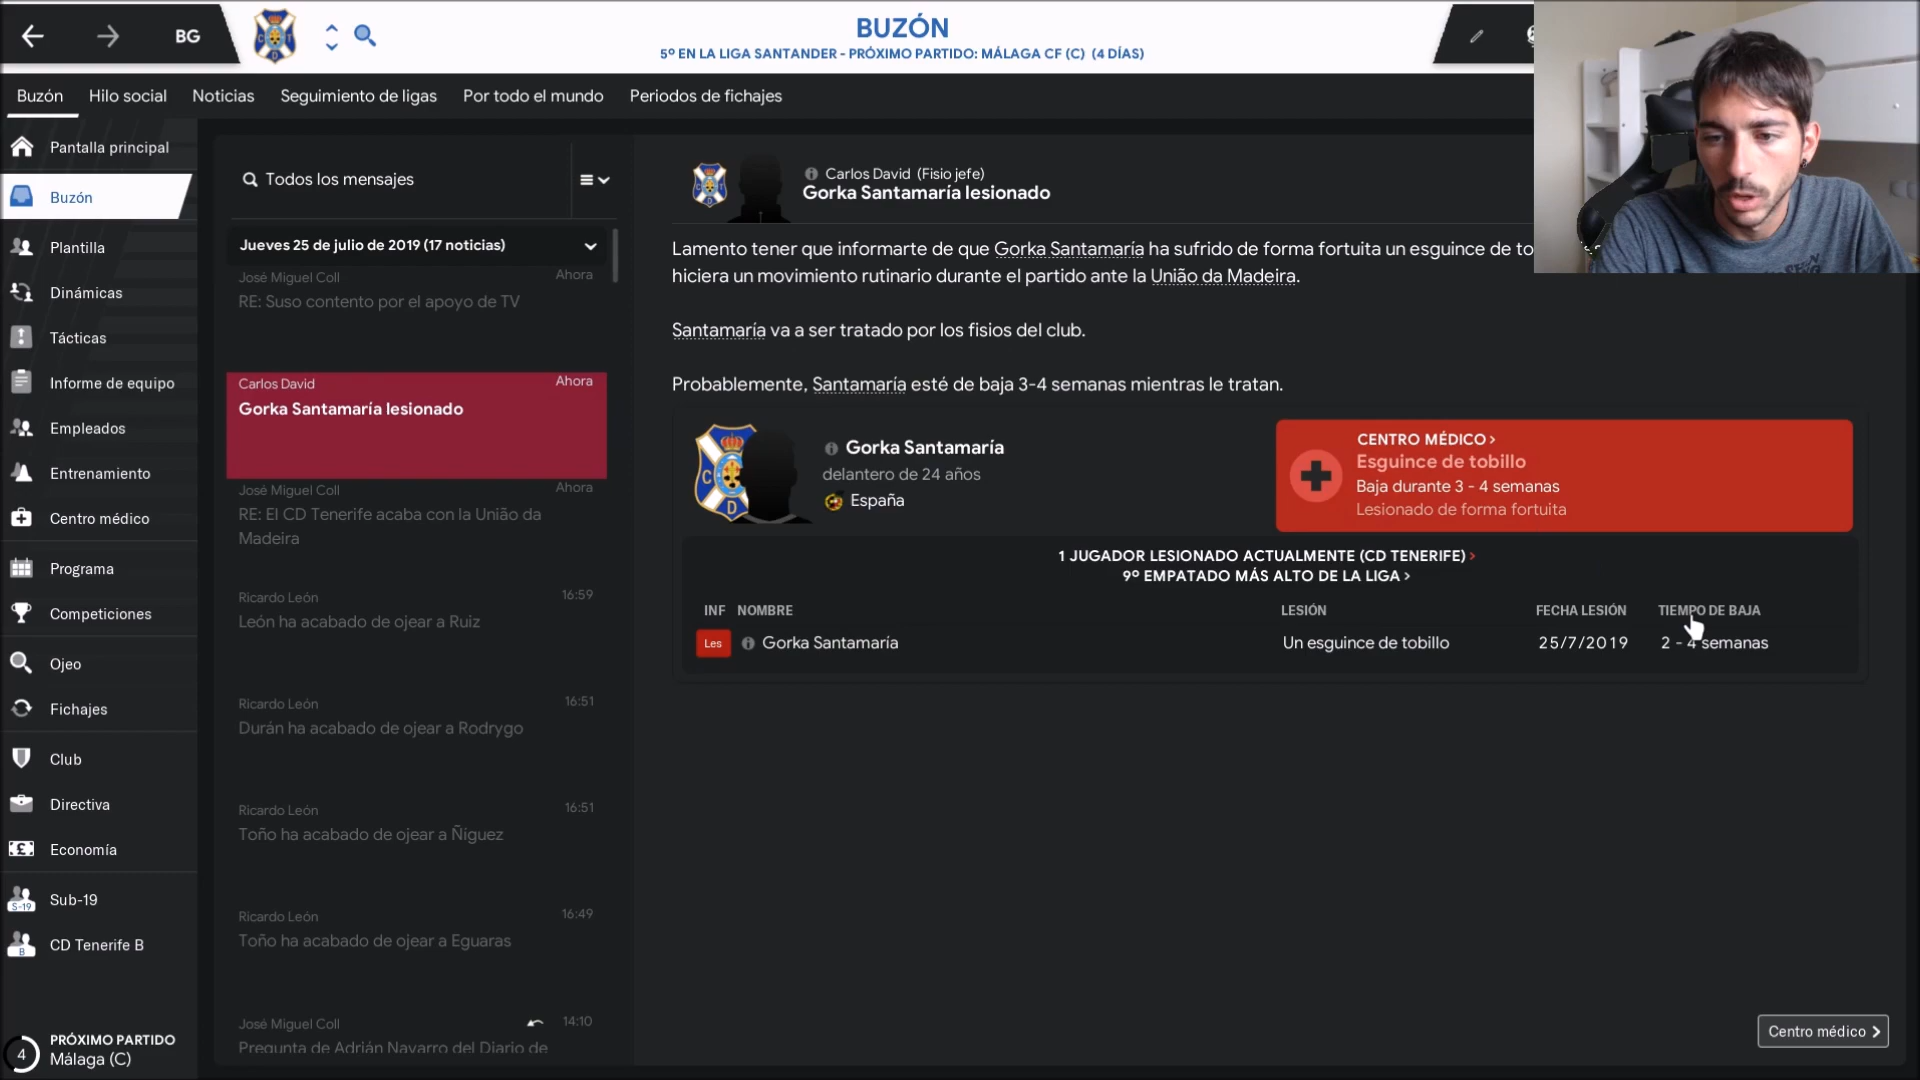 BG
BUZÓN
5º EN LA LIGA SANTANDER - PRÓXIMO PARTIDO: MÁLAGA CF (C) (4 DÍAS)
Buzón
Hilo social
Noticias
Seguimiento de ligas
Por todo el mundo
Periodos de fichajes
Pantalla principal
Buzón
Plantilla
Dinámicas
Tácticas
Informe de equipo
Empleados
Entrenamiento
Centro médico
Programa
Competiciones
Ojeo
Fichajes
Club
Directiva
Economía
S-19
Sub-19
B
CD Tenerife B
4
PRÓXIMO PARTIDO
Málaga (C)
Todos los mensajes
Jueves 25 de julio de 2019 (17 noticias)
José Miguel Coll
Ahora
RE: Suso contento por el apoyo de TV
Carlos David
Ahora
Gorka Santamaría lesionado
José Miguel Coll
Ahora
RE: El CD Tenerife acaba con la União da
Madeira
Ricardo León
16:59
León ha acabado de ojear a Ruiz
Ricardo León
16:51
Durán ha acabado de ojear a Rodrygo
Ricardo León
16:51
Toño ha acabado de ojear a Ñiguez
Ricardo León
16:49
Toño ha acabado de ojear a Eguaras
José Miguel Coll
14:10
Pregunta de Adrián Navarro del Diario de
Carlos David (Fisio jefe)
Gorka Santamaría lesionado
Lamento tener que informarte de que Gorka Santamaría ha sufrido de forma fortuita un esguince de to
hiciera un movimiento rutinario durante el partido ante la União da Madeira.
Santamaría va a ser tratado por los fisios del club.
Probablemente, Santamaría esté de baja 3-4 semanas mientras le tratan.
Gorka Santamaría
delantero de 24 años
España
CENTRO MÉDICO >
Esguince de tobillo
Baja durante 3 - 4 semanas
Lesionado de forma fortuita
1 JUGADOR LESIONADO ACTUALMENTE (CD TENERIFE) >
9º EMPATADO MÁS ALTO DE LA LIGA >
INF NOMBRE LESIÓN FECHA LESIÓN TIEMPO DE BAJA
Les Gorka Santamaría Un esguince de tobillo 25/7/2019 2 - 4 semanas
Centro médico >